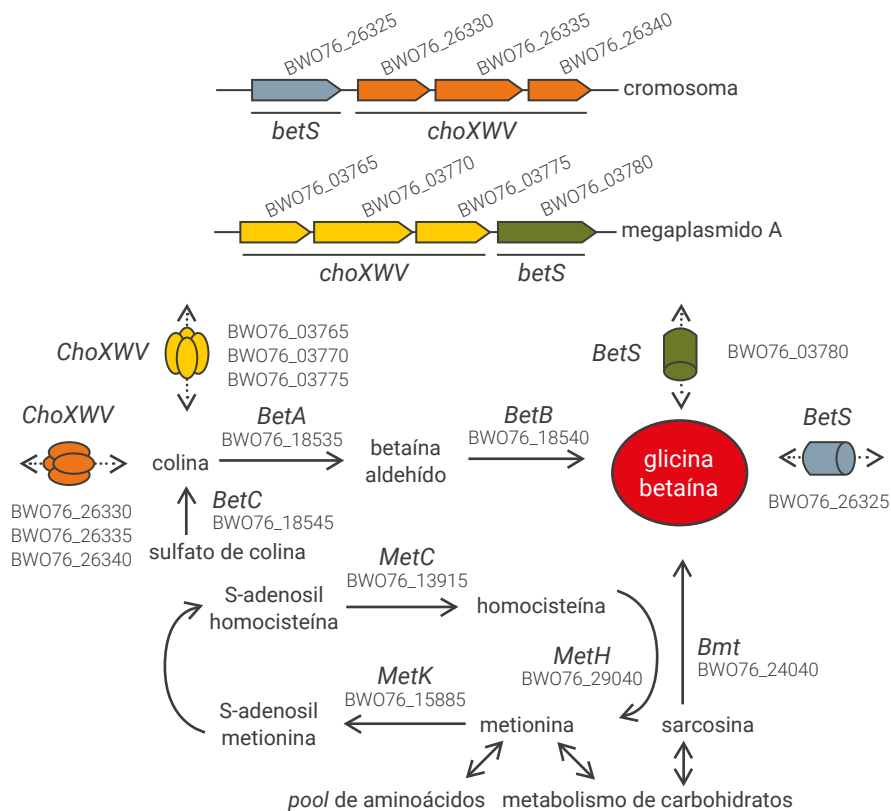 BWO76_26325
BWO76_26330
BWO76_26335
BWO76_26340
cromosoma
betS
choXWV
BWO76_03765
BWO76_03770
BWO76_03775
BWO76_03780
megaplasmido A
choXWV
betS
ChoXWV
BWO76_03765
BWO76_03770
BWO76_03775
BetS
BWO76_03780
ChoXWV
BWO76_26330
BWO76_26335
BWO76_26340
colina
BetA
BWO76_18535
betaína
aldehído
BetB
BWO76_18540
glicina
betaína
BetS
BWO76_26325
BetC
BWO76_18545
sulfato de colina
S-adenosil
homocisteína
MetC
BWO76_13915
homocisteína
MetH
BWO76_29040
Bmt
BWO76_24040
MetK
BWO76_15885
S-adenosil
metionina
metionina
sarcosina
pool de aminoácidos
metabolismo de carbohidratos